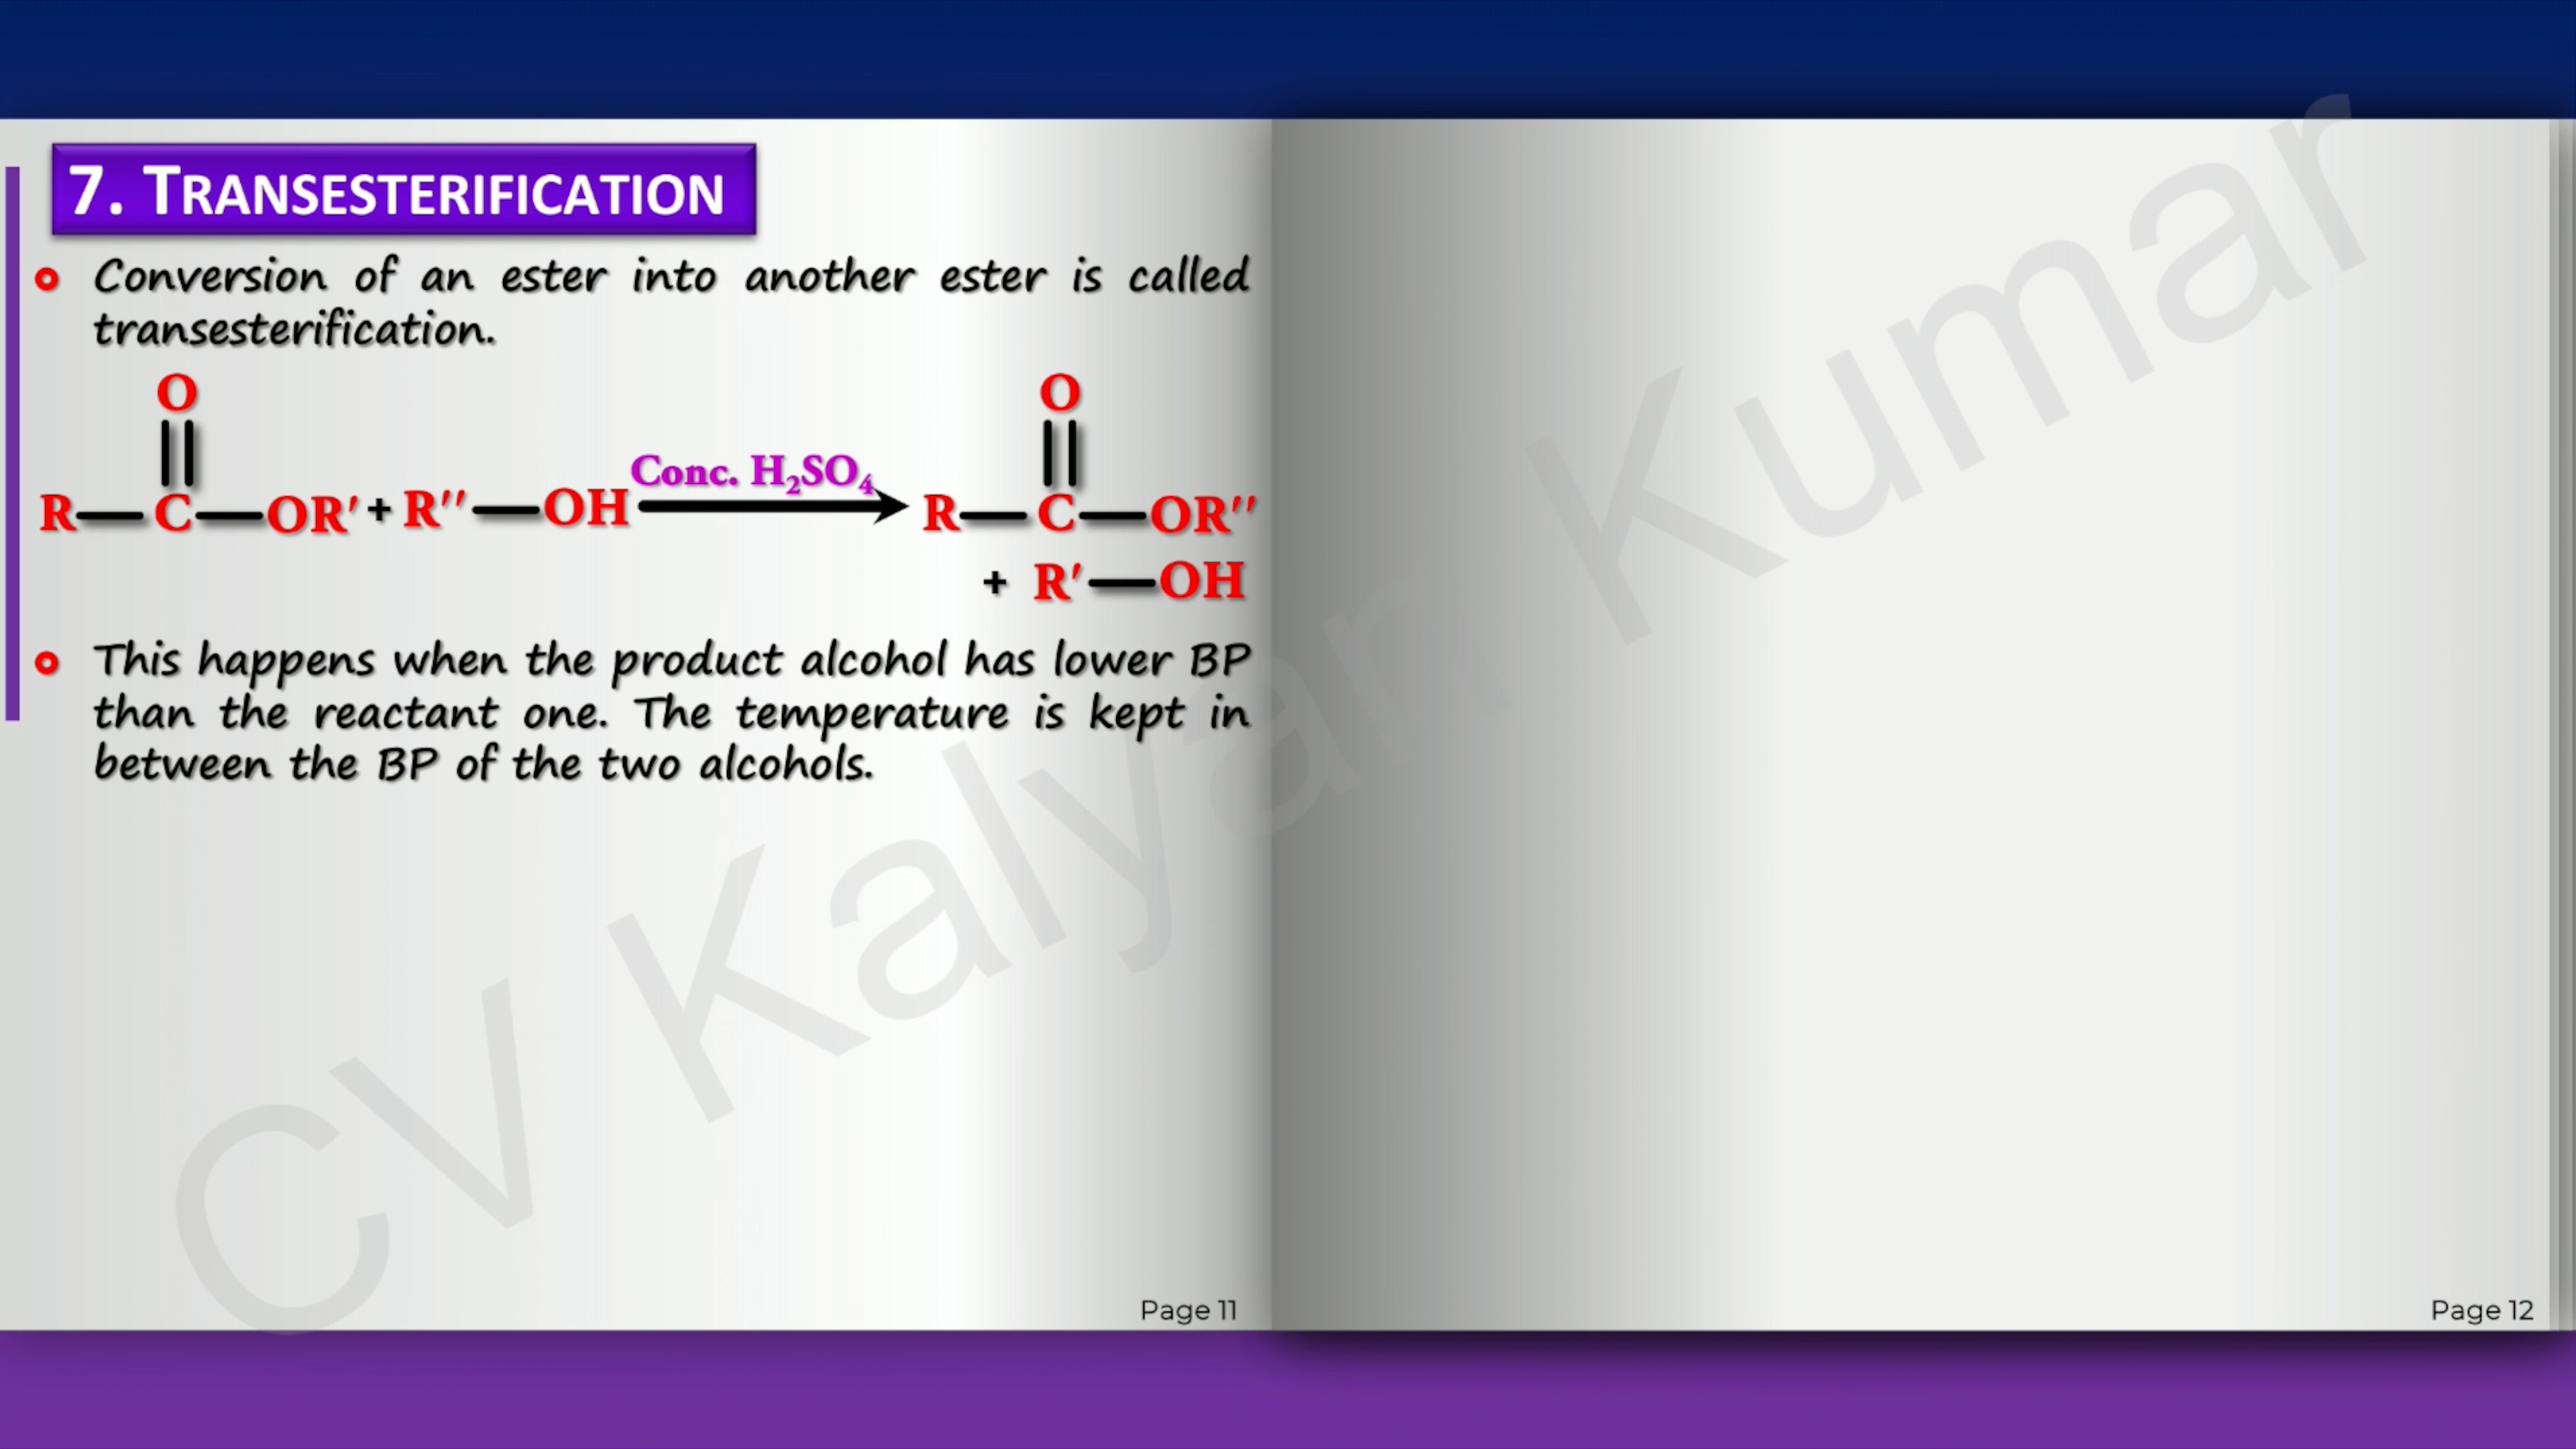 7. TRANSESTERIFICATION
Conversion of an ester into another ester is called
transesterification.
O O
R—C—OR′ + R″—OH Conc. H₂SO₄ R—C—OR″
+ R′—OH
This happens when the product alcohol has lower BP
than the reactant one. The temperature is kept in
between the BP of the two alcohols.
CV Kalyan Kumar
Page 11
Page 12